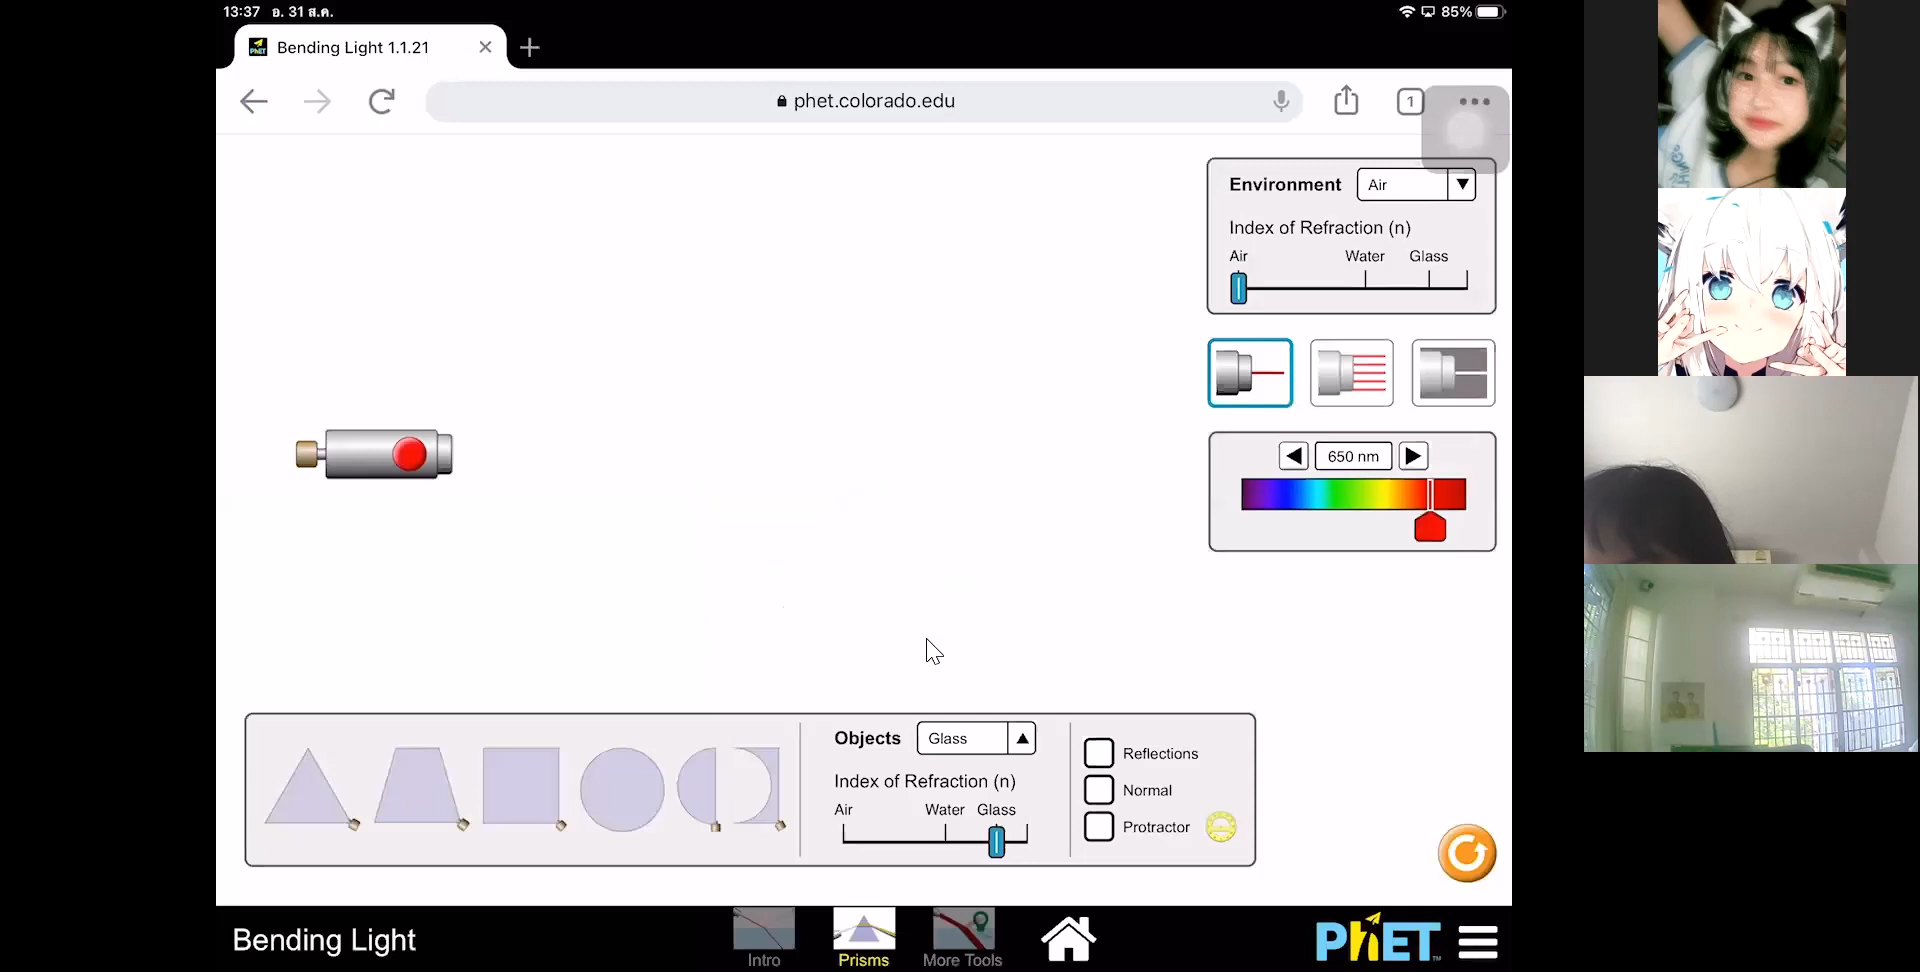 13:37 อ. 31 ส.ค.
85%
Bending Light 1.1.21
phet.colorado.edu
1
Environment
Air
Index of Refraction (n)
Air Water Glass
650 nm
Objects
Glass
Index of Refraction (n)
Air Water Glass
Reflections
Normal
Protractor
Bending Light
Intro
Prisms
More Tools
PhET